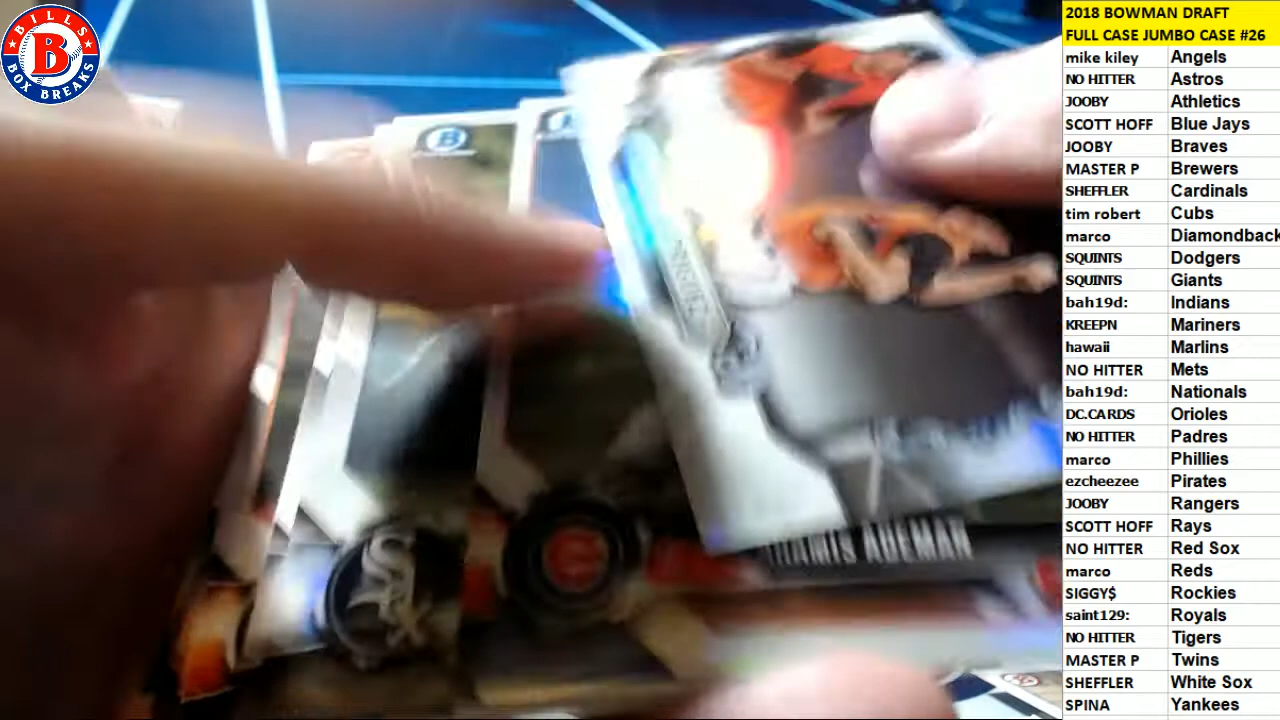 BILLS
B
BOX BREAKS
2018 BOWMAN DRAFT
FULL CASE JUMBO CASE #26
mike kiley Angels
NO HITTER Astros
JOOBY Athletics
SCOTT HOFF Blue Jays
JOOBY Braves
MASTER P Brewers
SHEFFLER Cardinals
tim robert Cubs
marco Diamondback
SQUINTS Dodgers
SQUINTS Giants
bah19d: Indians
KREEPN Mariners
hawaii Marlins
NO HITTER Mets
bah19d: Nationals
DC.CARDS Orioles
NO HITTER Padres
marco Phillies
ezcheezee Pirates
JOOBY Rangers
SCOTT HOFF Rays
NO HITTER Red Sox
marco Reds
SIGGY$ Rockies
saint129: Royals
NO HITTER Tigers
MASTER P Twins
SHEFFLER White Sox
SPINA Yankees
B
ADEMAN